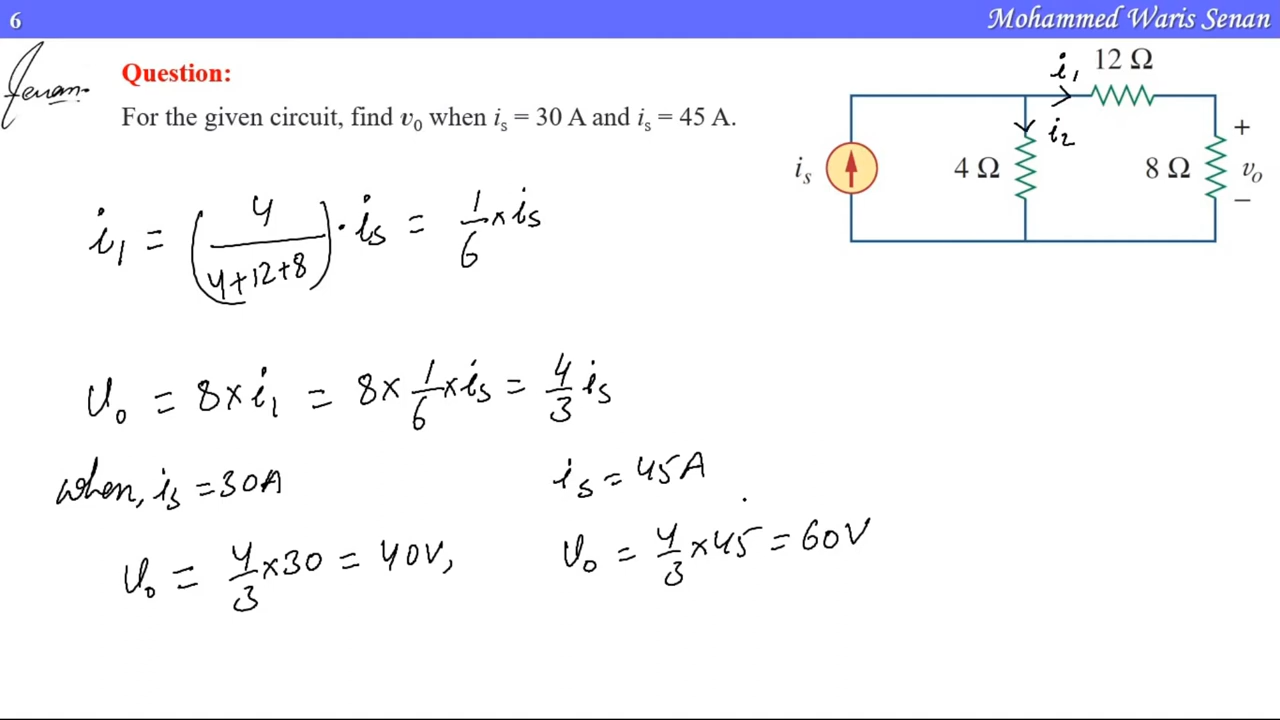 6
Mohammed Waris Senan
Senan
Question:
For the given circuit, find v₀ when iₛ = 30 A and iₛ = 45 A.
i₁
12 Ω
i₂
iₛ
4 Ω
8 Ω
+
vₒ
−
i₁ = (4/(4+12+8)) · iₛ = 1/6 × iₛ
v₀ = 8 × i₁ = 8 × 1/6 × iₛ = 4/3 iₛ
when, iₛ = 30A
iₛ = 45A
v₀ = 4/3 × 30 = 40V,
v₀ = 4/3 × 45 = 60V